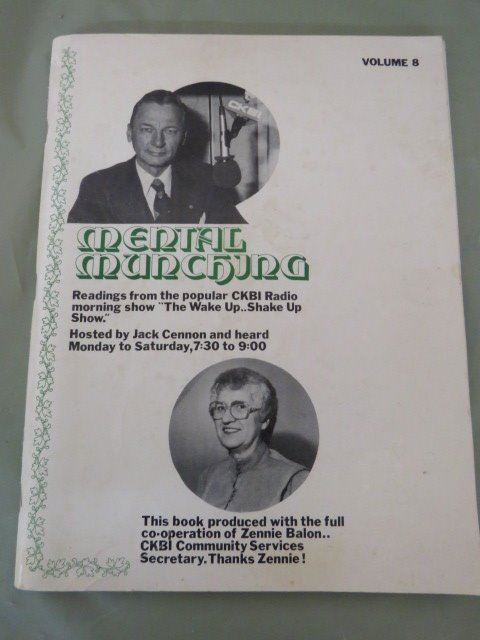 VOLUME 8
CKBI
MENTAL
MUNCHING
Readings from the popular CKBI Radio
morning show "The Wake Up..Shake Up
Show."
Hosted by Jack Cennon and heard
Monday to Saturday,7:30 to 9:00
This book produced with the full
co-operation of Zennie Balon..
CKBI Community Services
Secretary. Thanks Zennie!